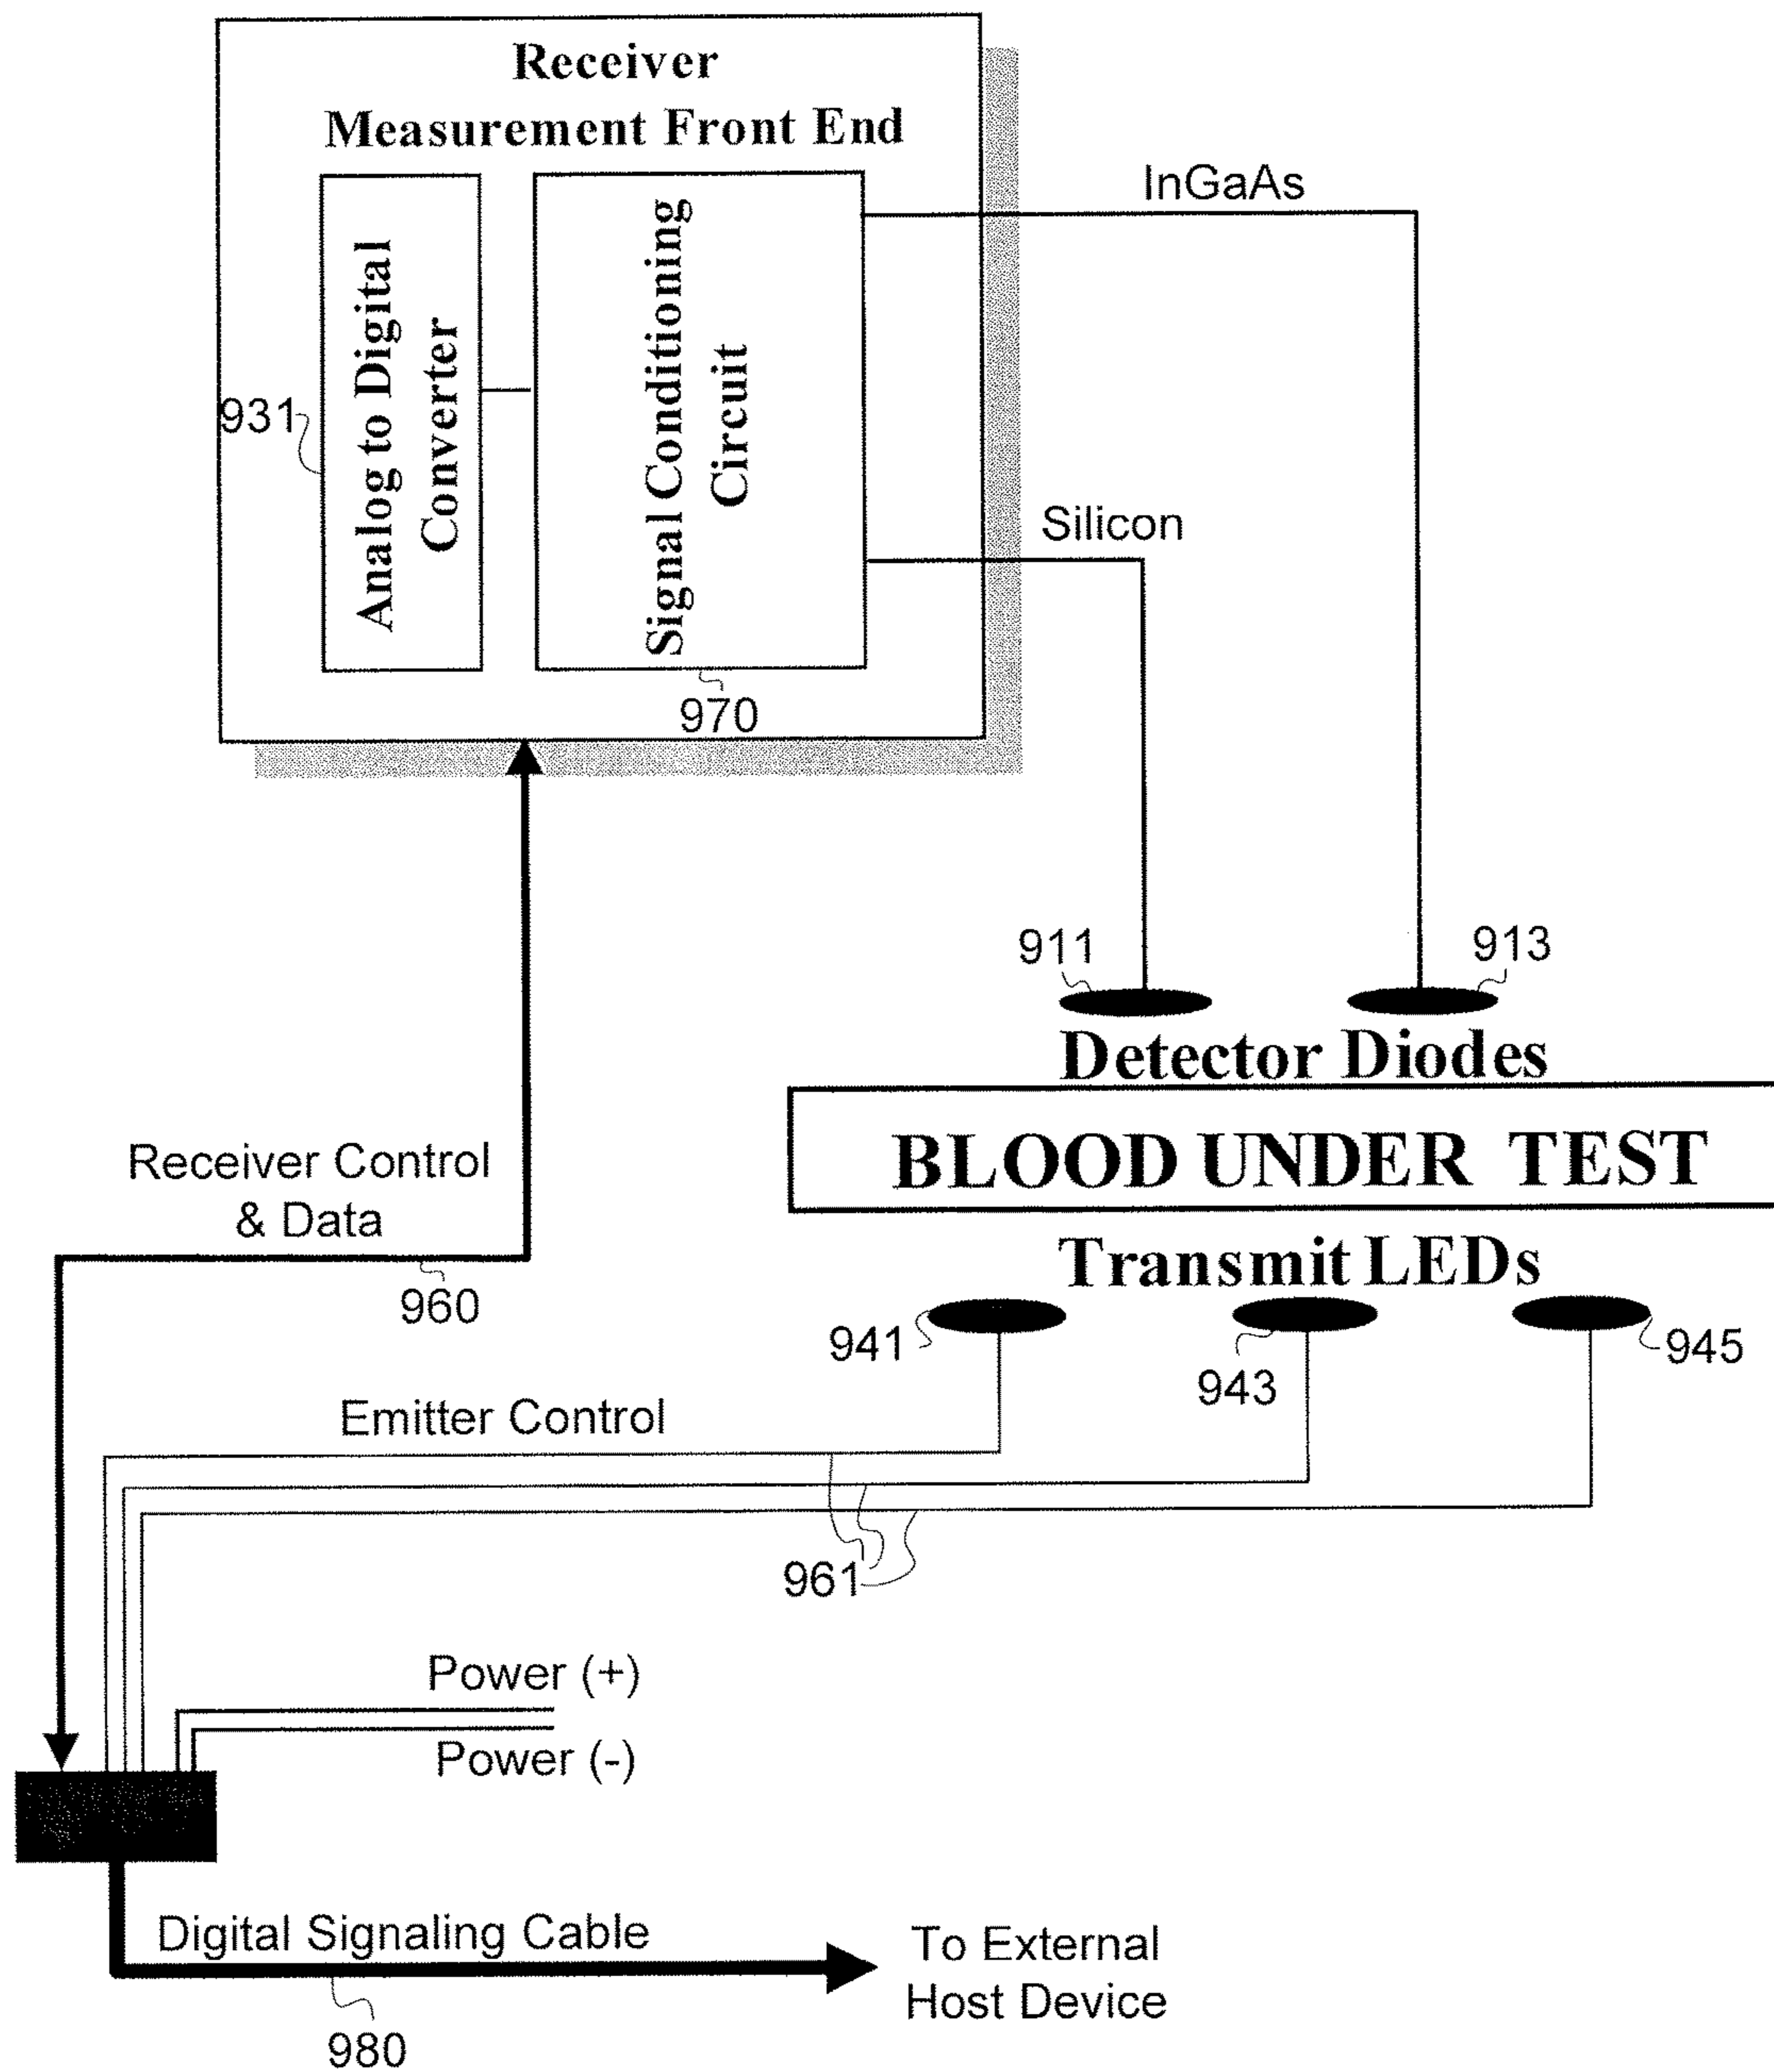 Receiver
Measurement Front End
Analog to Digital
Converter
Signal Conditioning
Circuit
931
970
InGaAs
Silicon
911
913
Detector Diodes
BLOOD UNDER TEST
Transmit LEDs
Receiver Control
& Data
960
941
943
945
Emitter Control
961
Power (+)
Power (-)
Digital Signaling Cable
980
To External
Host Device